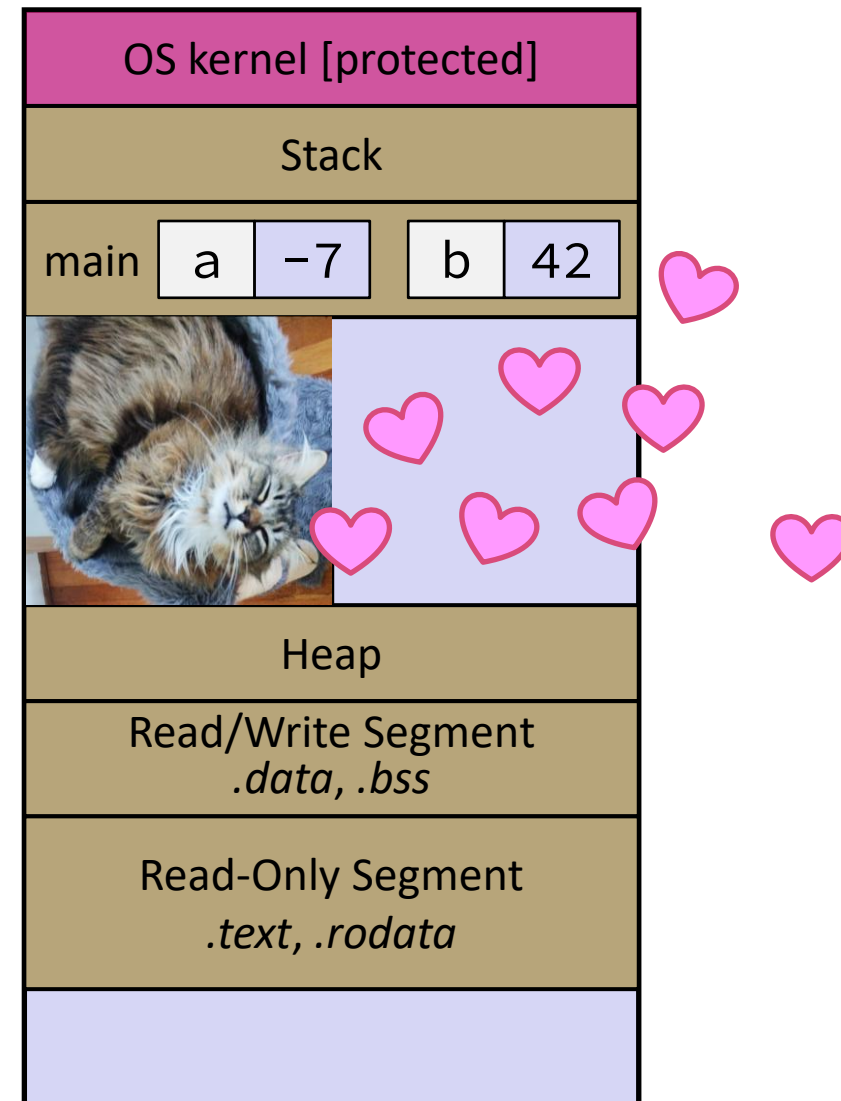 OS kernel [protected]
Stack
main a -7 b 42
Heap
Read/Write Segment
.data, .bss
Read-Only Segment
.text, .rodata